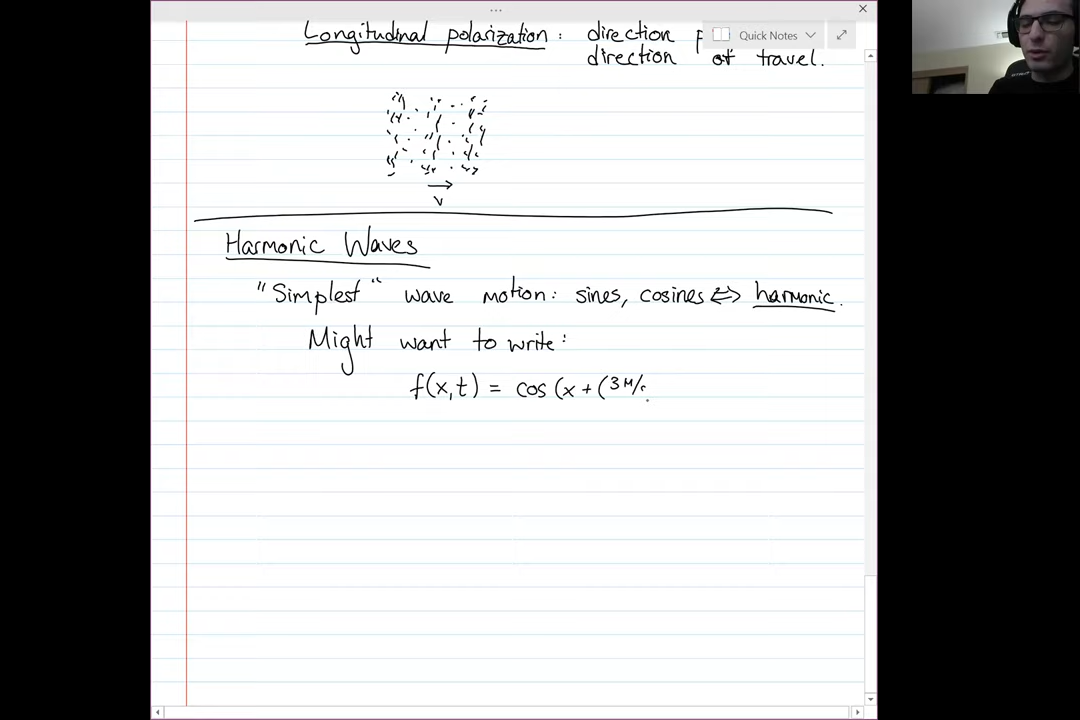 Longitudinal polarization: direction
Quick Notes
direction of travel.
v
Harmonic Waves
"Simplest" wave motion: sines, cosines ⇔ harmonic.
Might want to write:
f(x,t) = cos(x + (3 m/s